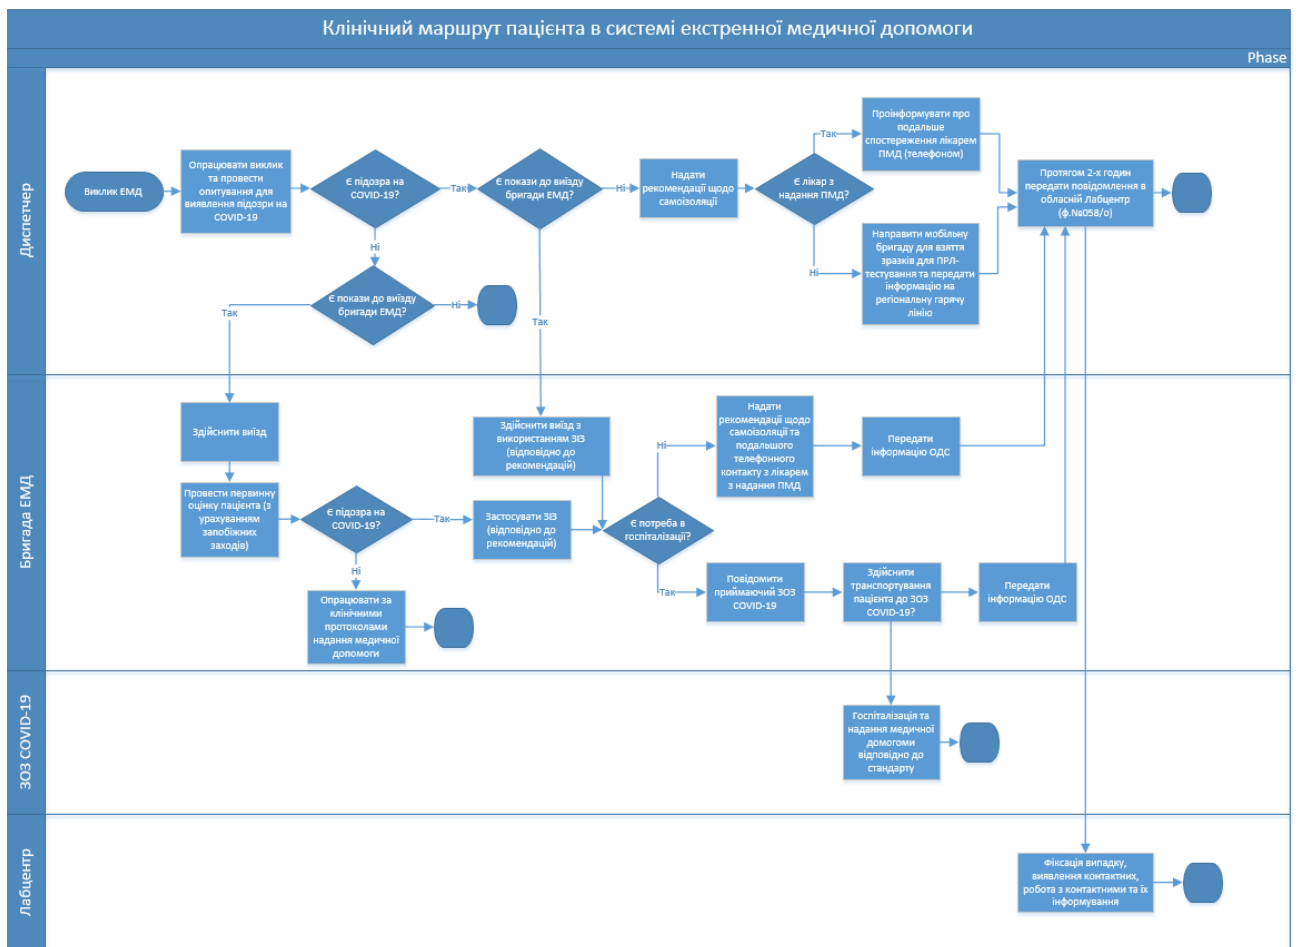 Клінічний маршрут пацієнта в системі екстренної медичної допомоги
Phase
Диспетчер
Виклик ЕМД
Опрацювати виклик
та провести
опитування для
виявлення підозри на
COVID-19
Є підозра на
COVID-19?
Так
Є покази до виїзду
бригади ЕМД?
Ні
Надати
рекомендації щодо
самоізоляції
Є лікар з
надання ПМД?
Так
Проінформувати про
подальше
спостереження лікарем
ПМД (телефоном)
Ні
Направити мобільну
бригаду для взяття
зразків для ПРЛ-
тестування та передати
інформацію на
регіональну гарячу
лінію
Протягом 2-х годин
передати повідомлення в
обласній Лабцентр
(ф.№058/о)
Ні
Є покази до виїзду
бригади ЕМД?
Ні
Так
Так
Бригада ЕМД
Здійснити виїзд
Провести первинну
оцінку пацієнта (з
урахуванням
запобіжних
заходів)
Є підозра на
COVID-19?
Так
Застосувати ЗІЗ
(відповідно до
рекомендацій)
Ні
Опрацювати за
клінічними
протоколами
надання медичної
допомоги
Здійснити виїзд з
використанням ЗІЗ
(відповідно до
рекомендацій)
Є потреба в
госпіталізації?
Ні
Надати
рекомендації щодо
самоізоляції та
подальшого
телефонного
контакту з лікарем
з надання ПМД
Передати
інформацію ОДС
Так
Повідомити
приймаючий ЗОЗ
COVID-19
Здійснити
транспортування
пацієнта до ЗОЗ
COVID-19?
Передати
інформацію ОДС
ЗОЗ COVID-19
Госпіталізація та
надання медичної
домогоми
відповідно до
стандарту
Лабцентр
Фіксація випадку,
виявлення контактних,
робота з контактними та їх
інформування